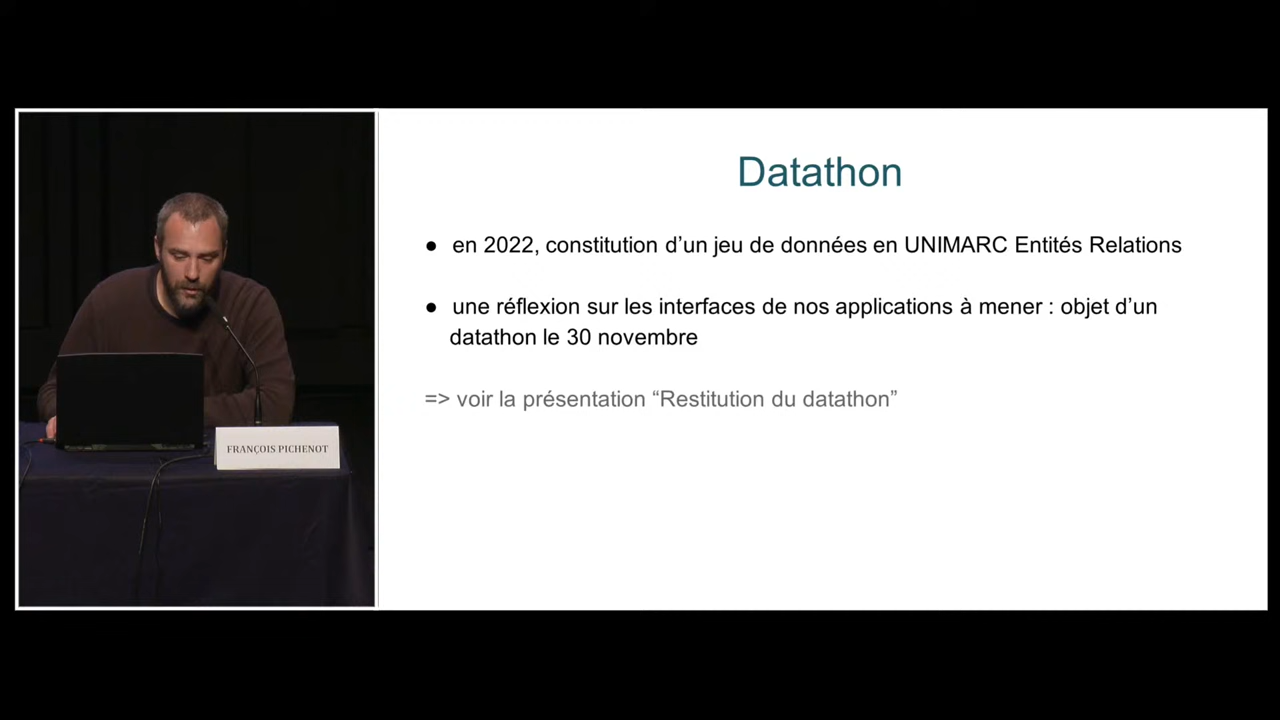 Datathon
● en 2022, constitution d’un jeu de données en UNIMARC Entités Relations
● une réflexion sur les interfaces de nos applications à mener : objet d’un
datathon le 30 novembre
=> voir la présentation “Restitution du datathon”
FRANÇOIS PICHENOT